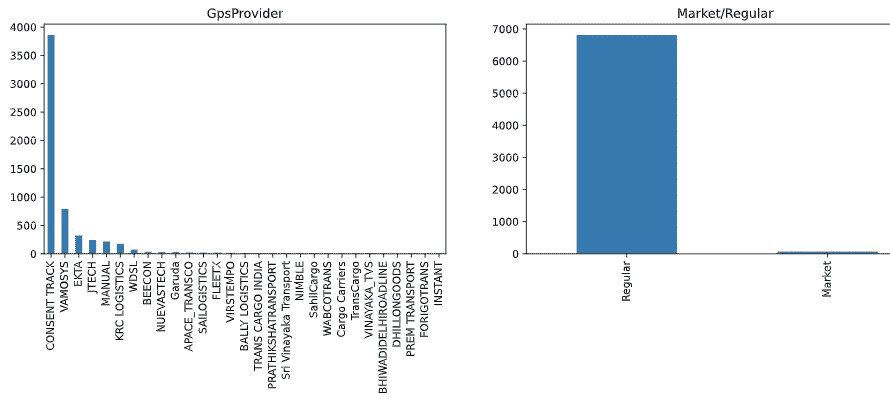 GpsProvider
4000
3500
3000
2500
2000
1500
1000
500
0
CONSENT TRACK
VAMOSYS
EKTA
JTECH
MANUAL
KRC LOGISTICS
WDSL
BEECON
NUEVASTECH
Garuda
APACE_TRANSCO
SAILOGISTICS
FLEETX
VIRSTEMPO
BALLY LOGISTICS
TRANS CARGO INDIA
PRATHIKSHATRANSPORT
Sri Vinayaka Transport
NIMBLE
SahilCargo
WABCOTRANS
Cargo Carriers
TransCargo
VINAYAKA_TVS
BHIWADIDELHIROADLINE
DHILLONGOODS
PREM TRANSPORT
FORIGOTRANS
INSTANT
Market/Regular
7000
6000
5000
4000
3000
2000
1000
0
Regular
Market